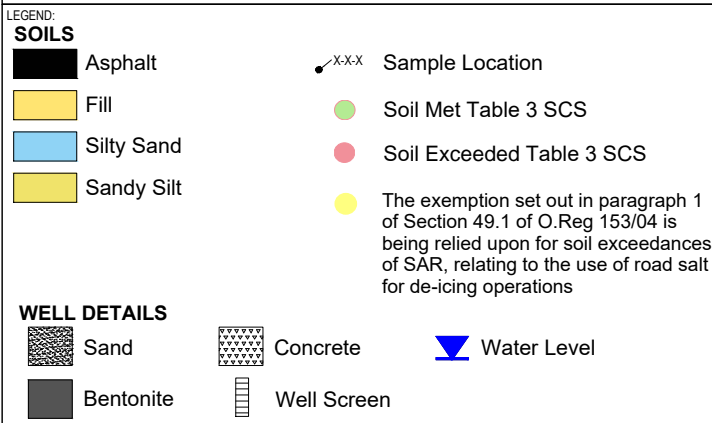 LEGEND:
SOILS
Asphalt
Fill
Silty Sand
Sandy Silt
X-X-X Sample Location
Soil Met Table 3 SCS
Soil Exceeded Table 3 SCS
The exemption set out in paragraph 1
of Section 49.1 of O.Reg 153/04 is
being relied upon for soil exceedances
of SAR, relating to the use of road salt
for de-icing operations
WELL DETAILS
Sand
Concrete
Water Level
Bentonite
Well Screen